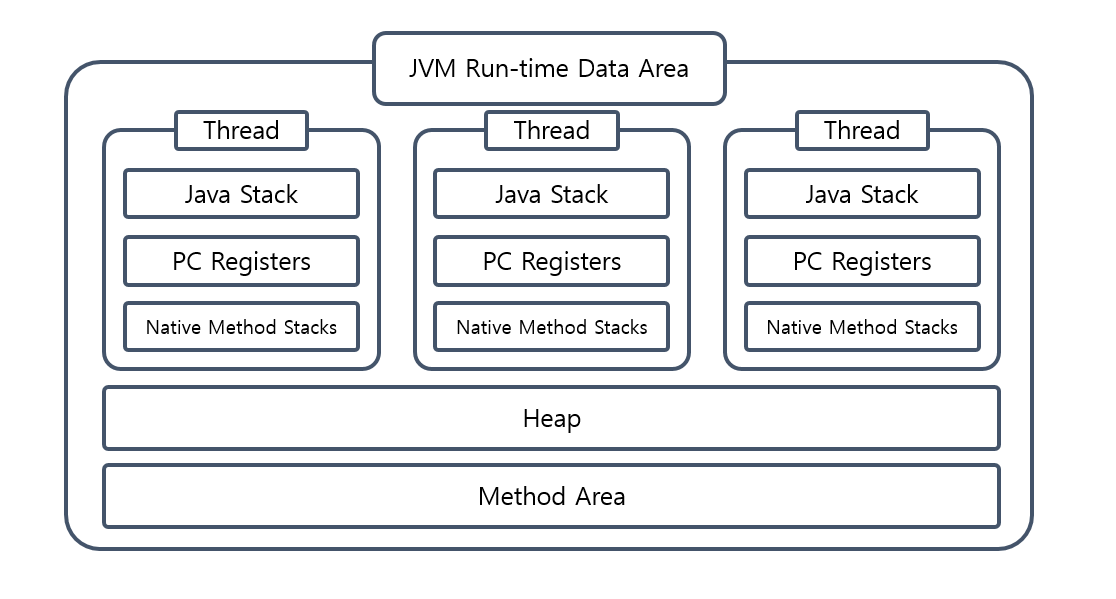 JVM Run-time Data Area
Thread
Java Stack
PC Registers
Native Method Stacks
Thread
Java Stack
PC Registers
Native Method Stacks
Thread
Java Stack
PC Registers
Native Method Stacks
Heap
Method Area